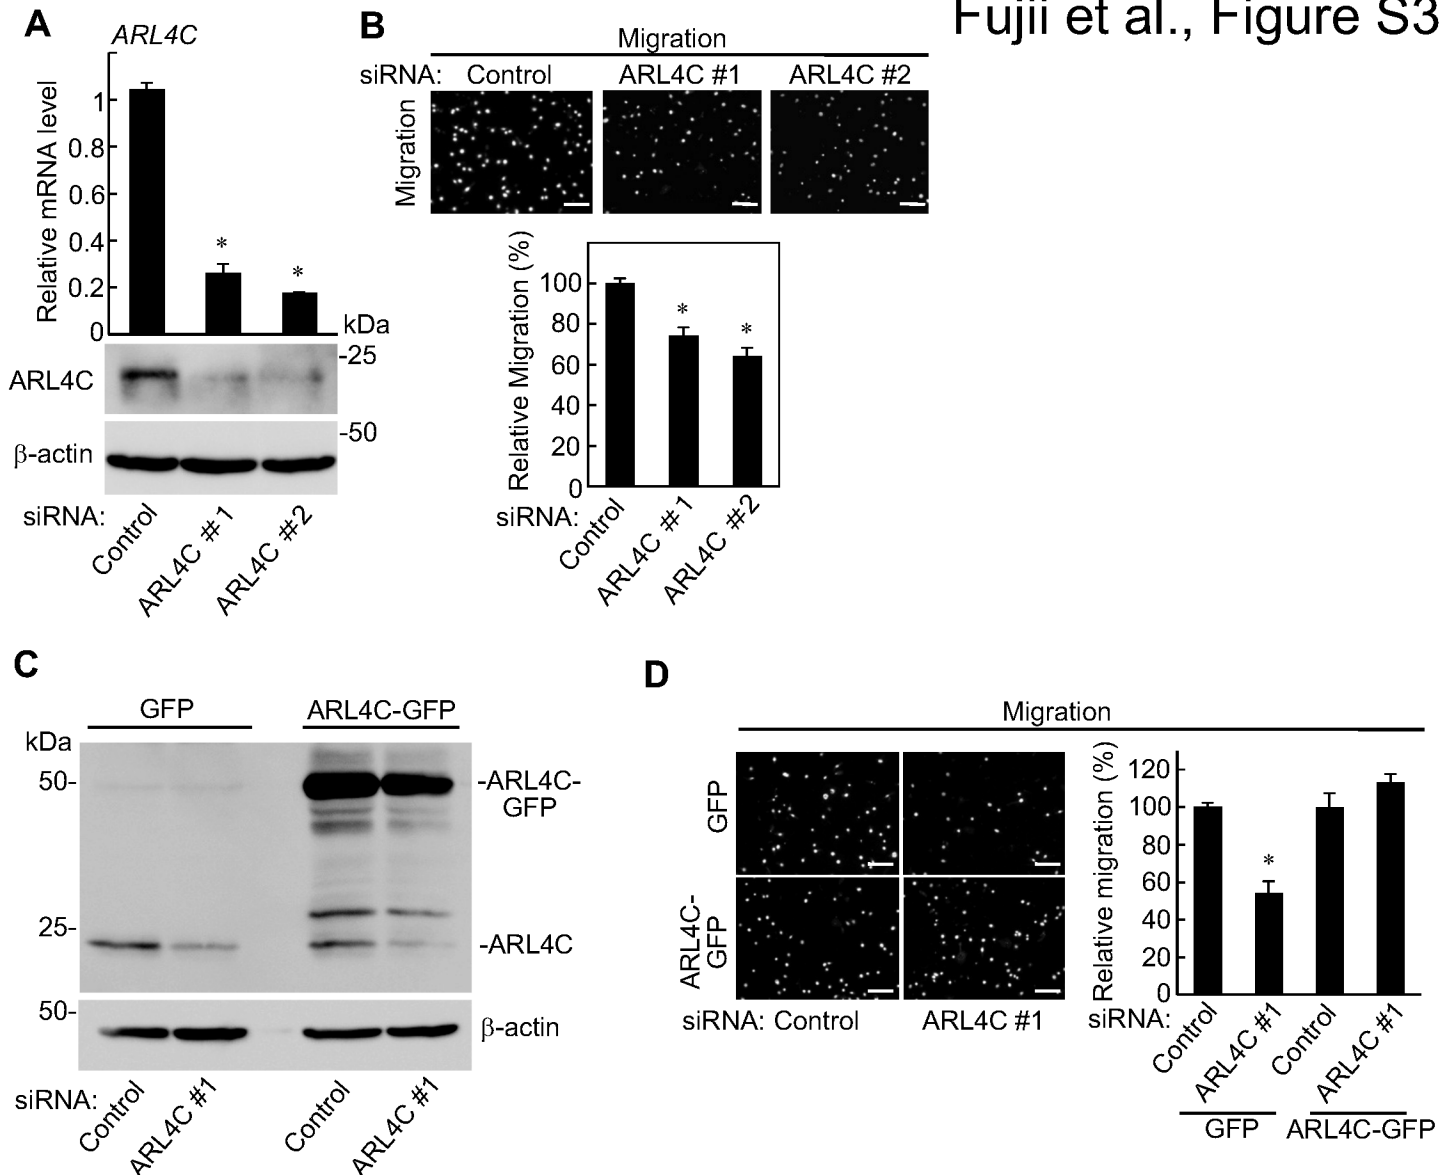 Fujii et al., Figure S3
A
ARL4C
Relative mRNA level
1
0.8
0.6
0.4
0.2
0
*
*
kDa
-25
ARL4C
-50
β-actin
siRNA:
Control
ARL4C #1
ARL4C #2
B
Migration
siRNA: Control ARL4C #1 ARL4C #2
Migration
Relative Migration (%)
100
80
60
40
20
0
*
*
siRNA:
Control
ARL4C #1
ARL4C #2
C
GFP ARL4C-GFP
kDa
50-
-ARL4C-
GFP
25-
-ARL4C
50-
β-actin
siRNA:
Control
ARL4C #1
Control
ARL4C #1
D
Migration
GFP
ARL4C-
GFP
siRNA: Control ARL4C #1
Relative migration (%)
120
100
80
60
40
20
0
*
siRNA:
Control
ARL4C #1
Control
ARL4C #1
GFP ARL4C-GFP